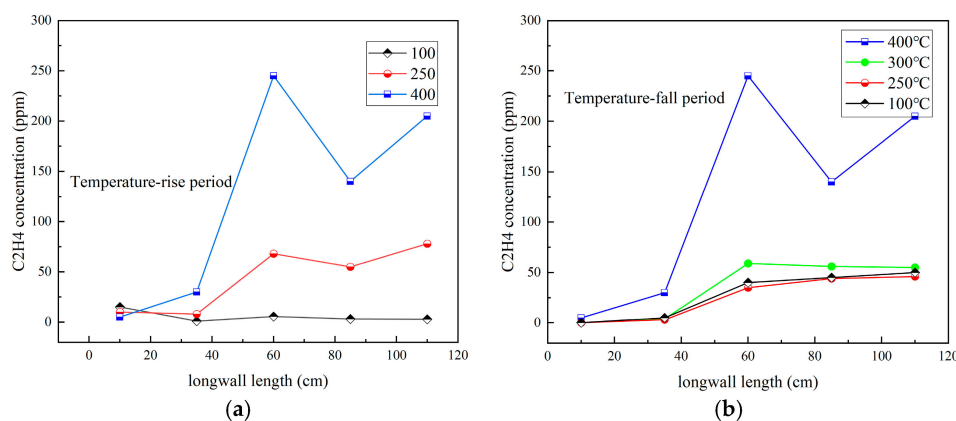 300
250
200
150
100
50
0
C2H4 concentration (ppm)
100
250
400
Temperature-rise period
0 20 40 60 80 100 120
longwall length (cm)
(a)
300
250
200
150
100
50
0
C2H4 concentration (ppm)
400℃
300℃
250℃
100℃
Temperature-fall period
0 20 40 60 80 100 120
longwall length (cm)
(b)